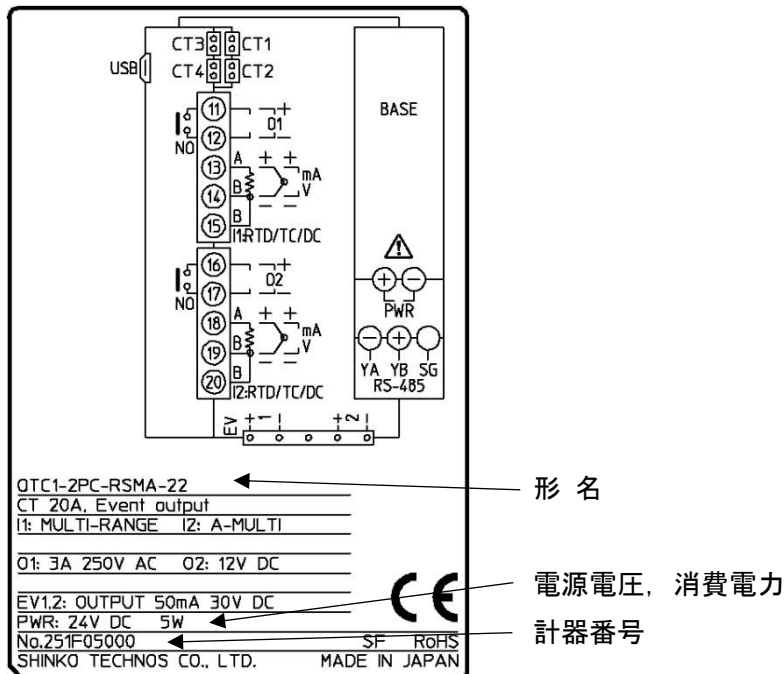 CT3 CT1
USB CT4 CT2
BASE
11 +
12 O1 −
NO
13 A + + mA
14 B V
15 B − −
I1:RTD/TC/DC
16 +
17 O2 −
NO
18 A + + mA
19 B V
20 B − −
I2:RTD/TC/DC
+ −
PWR
− +
YA YB SG
RS-485
EV + 1 − + 2 −
QTC1-2PC-RSMA-22
形 名
CT 20A, Event output
I1: MULTI-RANGE I2: A-MULTI
O1: 3A 250V AC O2: 12V DC
CE
EV1,2: OUTPUT 50mA 30V DC
電源電圧, 消費電力
PWR: 24V DC 5W
No.251F05000 SF RoHS
計器番号
SHINKO TECHNOS CO., LTD. MADE IN JAPAN